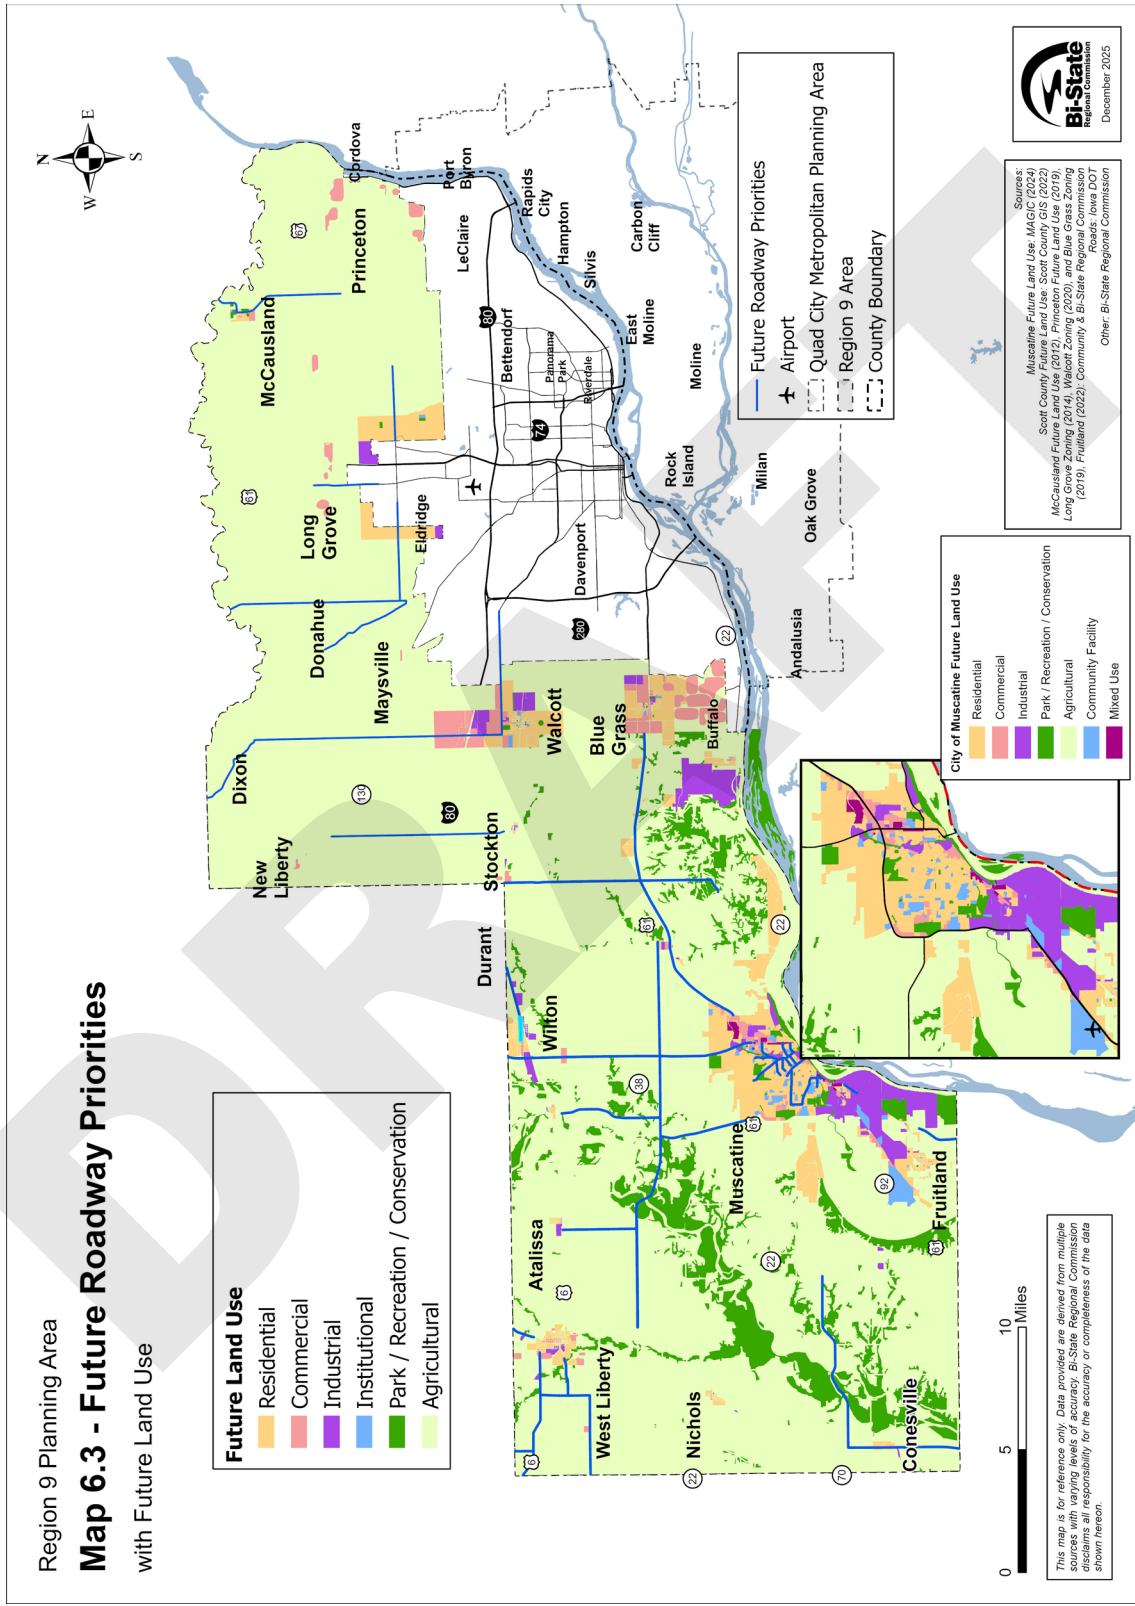 Region 9 Planning Area
Map 6.3 - Future Roadway Priorities
with Future Land Use
N
W
E
S
DRAFT
Future Land Use
Residential
Commercial
Industrial
Institutional
Park / Recreation / Conservation
Agricultural
New
Liberty
Dixon
Donahue
Maysville
Long
Grove
McCausland
Princeton
Cordova
Port
Byron
LeClaire
Rapids
City
Hampton
Silvis
Carbon
Cliff
East
Moline
Moline
Bettendorf
Panorama
Park
Riverdale
Rock
Island
Milan
Oak Grove
Andalusia
Davenport
Eldridge
Walcott
Blue
Grass
Buffalo
Stockton
Durant
Wilton
Atalissa
West Liberty
Nichols
Conesville
Muscatine
Fruitland
130
80
61
67
80
74
280
22
22
61
38
61
6
6
22
22
70
92
61
Future Roadway Priorities
Airport
Quad City Metropolitan Planning Area
Region 9 Area
County Boundary
City of Muscatine Future Land Use
Residential
Commercial
Industrial
Park / Recreation / Conservation
Agricultural
Community Facility
Mixed Use
0
5
10
Miles
This map is for reference only. Data provided are derived from multiple
sources with varying levels of accuracy. Bi-State Regional Commission
disclaims all responsibility for the accuracy or completeness of the data
shown hereon.
Sources:
Muscatine Future Land Use: MAGIC (2024)
Scott County Future Land Use: Scott County GIS (2022)
McCausland Future Land Use (2012), Princeton Future Land Use (2019),
Long Grove Zoning (2014), Walcott Zoning (2020), and Blue Grass Zoning
(2019), Fruitland (2022): Community & Bi-State Regional Commission
Roads: Iowa DOT
Other: Bi-State Regional Commission
Bi-State
Regional Commission
December 2025